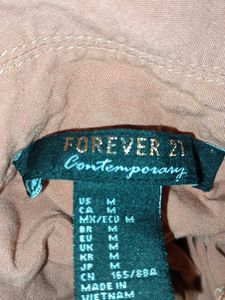 FOREVER 21
Contemporary
US M
CA M
MX/ECU M
BR M
EU M
UK M
KR M
JP M
CN 165/88A
MADE IN
VIETNAM